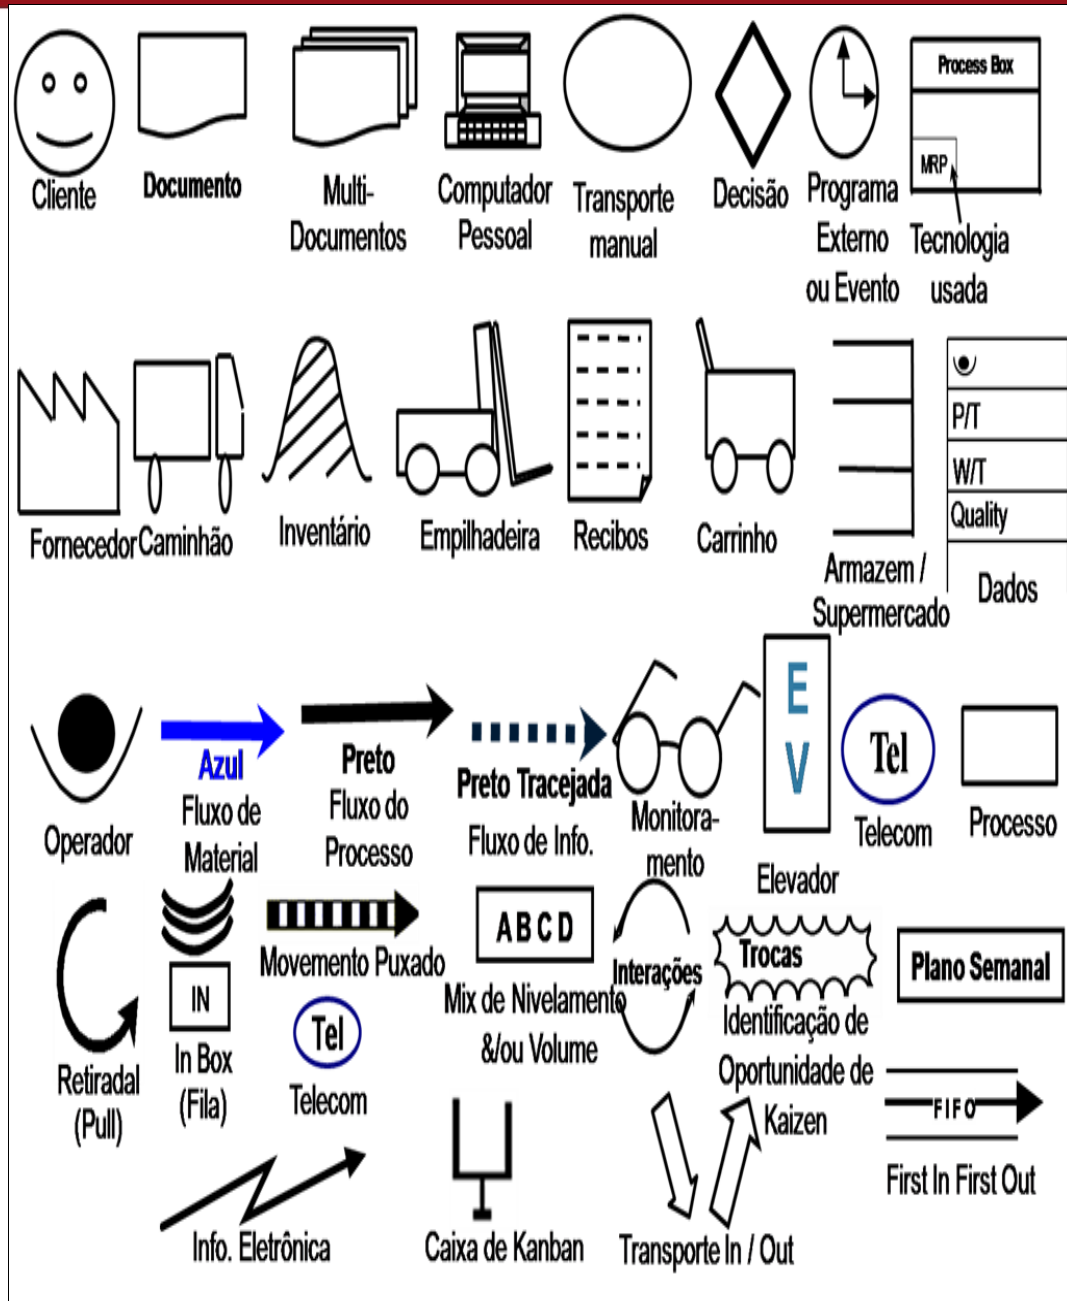 Process Box
MRP
Cliente
Documento
Multi-
Documentos
Computador
Pessoal
Transporte
manual
Decisão
Programa
Externo
ou Evento
Tecnologia
usada
P/T
W/T
Quality
Dados
Fornecedor
Caminhão
Inventário
Empilhadeira
Recibos
Carrinho
Armazem /
Supermercado
Operador
Azul
Fluxo de
Material
Preto
Fluxo do
Processo
Preto Tracejada
Fluxo de Info.
Monitora-
mento
E
V
Elevador
Tel
Telecom
Processo
Retiradal
(Pull)
IN
In Box
(Fila)
Movemento Puxado
Tel
Telecom
A B C D
Mix de Nivelamento
&/ou Volume
Interações
Trocas
Identificação de
Oportunidade de
Kaizen
Plano Semanal
F I F O
First In First Out
Info. Eletrônica
Caixa de Kanban
Transporte In / Out